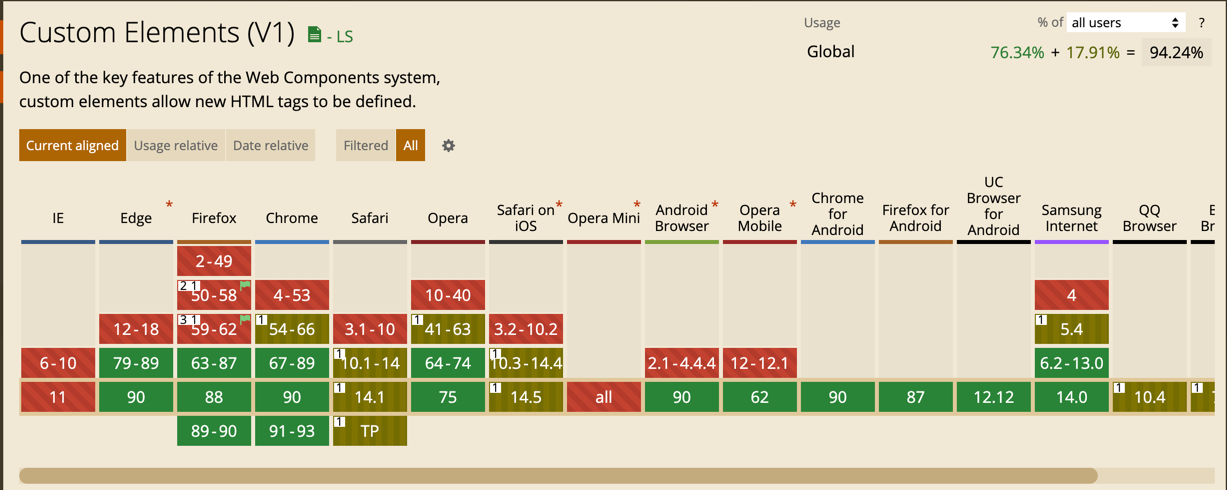 Custom Elements (V1) - LS
Usage % of all users ?
Global 76.34% + 17.91% = 94.24%
One of the key features of the Web Components system,
custom elements allow new HTML tags to be defined.
Current aligned Usage relative Date relative Filtered All
IE
Edge *
Firefox
Chrome
Safari
Opera
Safari on *
iOS
Opera Mini *
Android *
Browser
Opera *
Mobile
Chrome
for
Android
Firefox for
Android
UC
Browser
for
Android
Samsung
Internet
QQ
Browser
2-49
2 1 50-58 4-53 10-40 4
12-18 3 1 59-62 1 54-66 3.1-10 1 41-63 3.2-10.2 1 5.4
6-10 79-89 63-87 67-89 1 10.1-14 64-74 1 10.3-14.4 2.1-4.4.4 12-12.1 6.2-13.0
11 90 88 90 1 14.1 75 1 14.5 all 90 62 90 87 12.12 14.0 1 10.4 1
89-90 91-93 1 TP